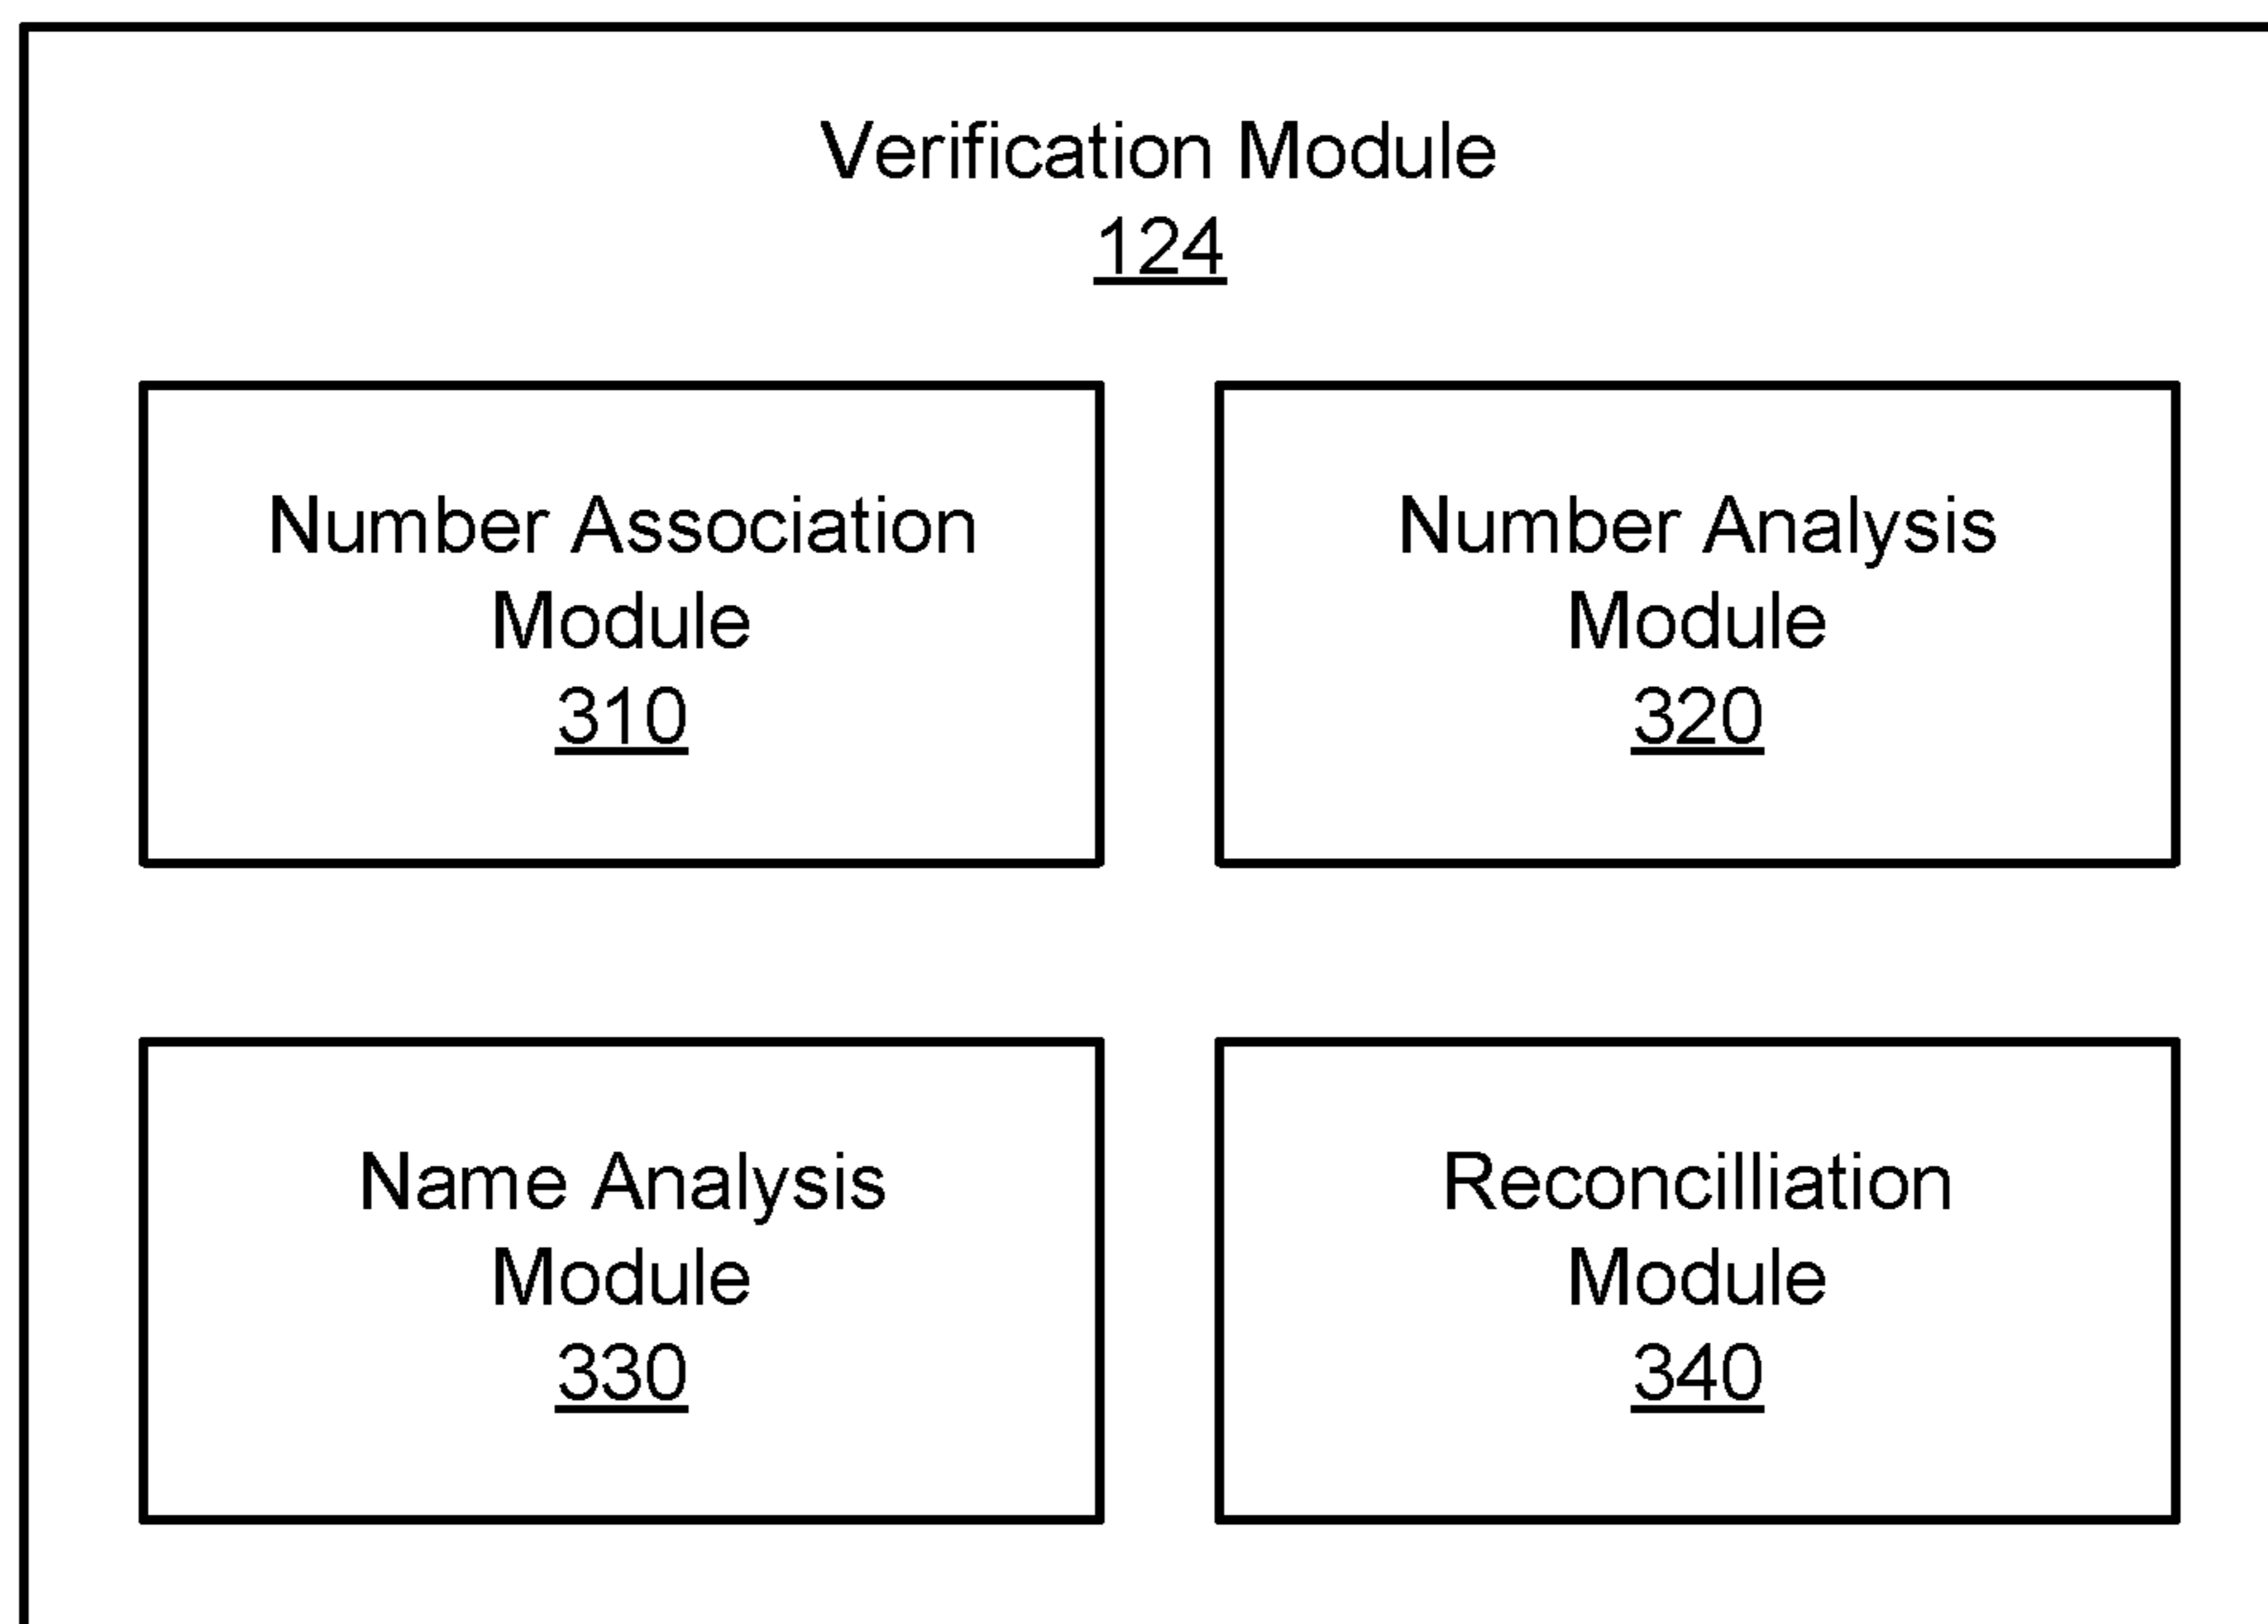 Verification Module
124
Number Association
Module
310
Number Analysis
Module
320
Name Analysis
Module
330
Reconcilliation
Module
340